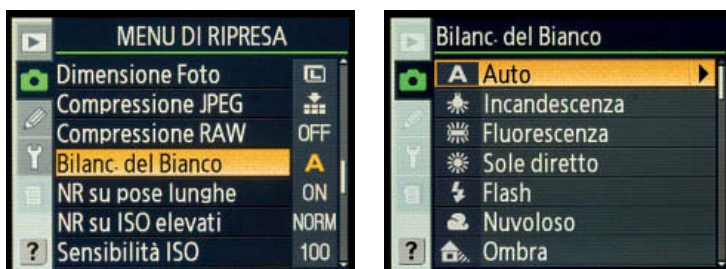 MENU DI RIPRESA
Dimensione Foto L
Compressione JPEG
Compressione RAW OFF
Bilanc. del Bianco A
NR su pose lunghe ON
NR su ISO elevati NORM
Sensibilità ISO 100
?
Bilanc. del Bianco
A Auto
Incandescenza
Fluorescenza
Sole diretto
Flash
Nuvoloso
Ombra
?